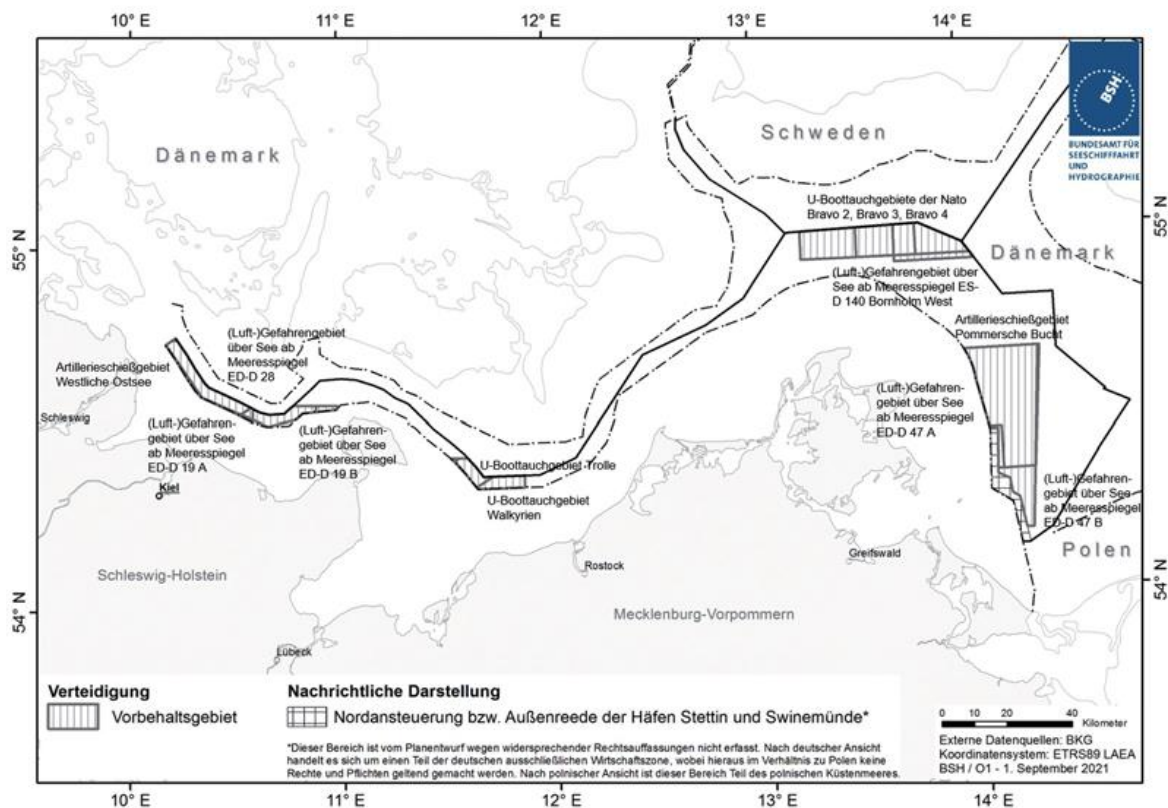 10° E
11° E
12° E
13° E
14° E
55° N
54° N
Dänemark
Schweden
BSH
BUNDESAMT FÜR
SEESCHIFFFAHRT
UND
HYDROGRAPHIE
U-Boottauchgebiete der Nato
Bravo 2, Bravo 3, Bravo 4
55° N
Dänemark
(Luft-)Gefahrengebiet über
See ab Meeresspiegel ES-
D 140 Bornholm West
Artillerieschießgebiet
Pommersche Bucht
(Luft-)Gefahrengebiet
über See ab
Meeresspiegel
ED-D 28
Artillerieschießgebiet
Westliche Ostsee
Schleswig
(Luft-)Gefahren-
gebiet über See
ab Meeresspiegel
ED-D 19 A
(Luft-)Gefahren-
gebiet über See
ab Meeresspiegel
ED-D 19 B
(Luft-)Gefahren-
gebiet über See
ab Meeresspiegel
ED-D 47 A
U-Boottauchgebiet Trolle
U-Boottauchgebiet
Walkyrien
(Luft-)Gefahren-
gebiet über See
ab Meeresspiegel
ED-D 47 B
Kiel
Polen
Greifswald
Rostock
Schleswig-Holstein
Mecklenburg-Vorpommern
54° N
Lübeck
Verteidigung
Vorbehaltsgebiet
Nachrichtliche Darstellung
Nordansteuerung bzw. Außenreede der Häfen Stettin und Swinemünde*
*Dieser Bereich ist vom Planentwurf wegen widersprechender Rechtsauffassungen nicht erfasst. Nach deutscher Ansicht
handelt es sich um einen Teil der deutschen ausschließlichen Wirtschaftszone, wobei hieraus im Verhältnis zu Polen keine
Rechte und Pflichten geltend gemacht werden. Nach polnischer Ansicht ist dieser Bereich Teil des polnischen Küstenmeeres.
0 10 20 40
Kilometer
Externe Datenquellen: BKG
Koordinatensystem: ETRS89 LAEA
BSH / O1 - 1. September 2021
10° E
11° E
12° E
13° E
14° E